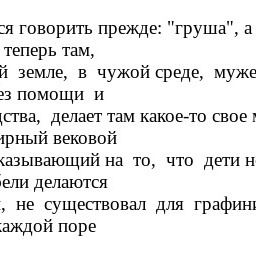 ся говорить прежде: "груша", а
теперь там,
й земле, в чужой среде, муже
ез помощи и
дства, делает там какое-то свое м
ирный вековой
казывающий на то, что дети н
бели делаются
, не существовал для графин
каждой поре